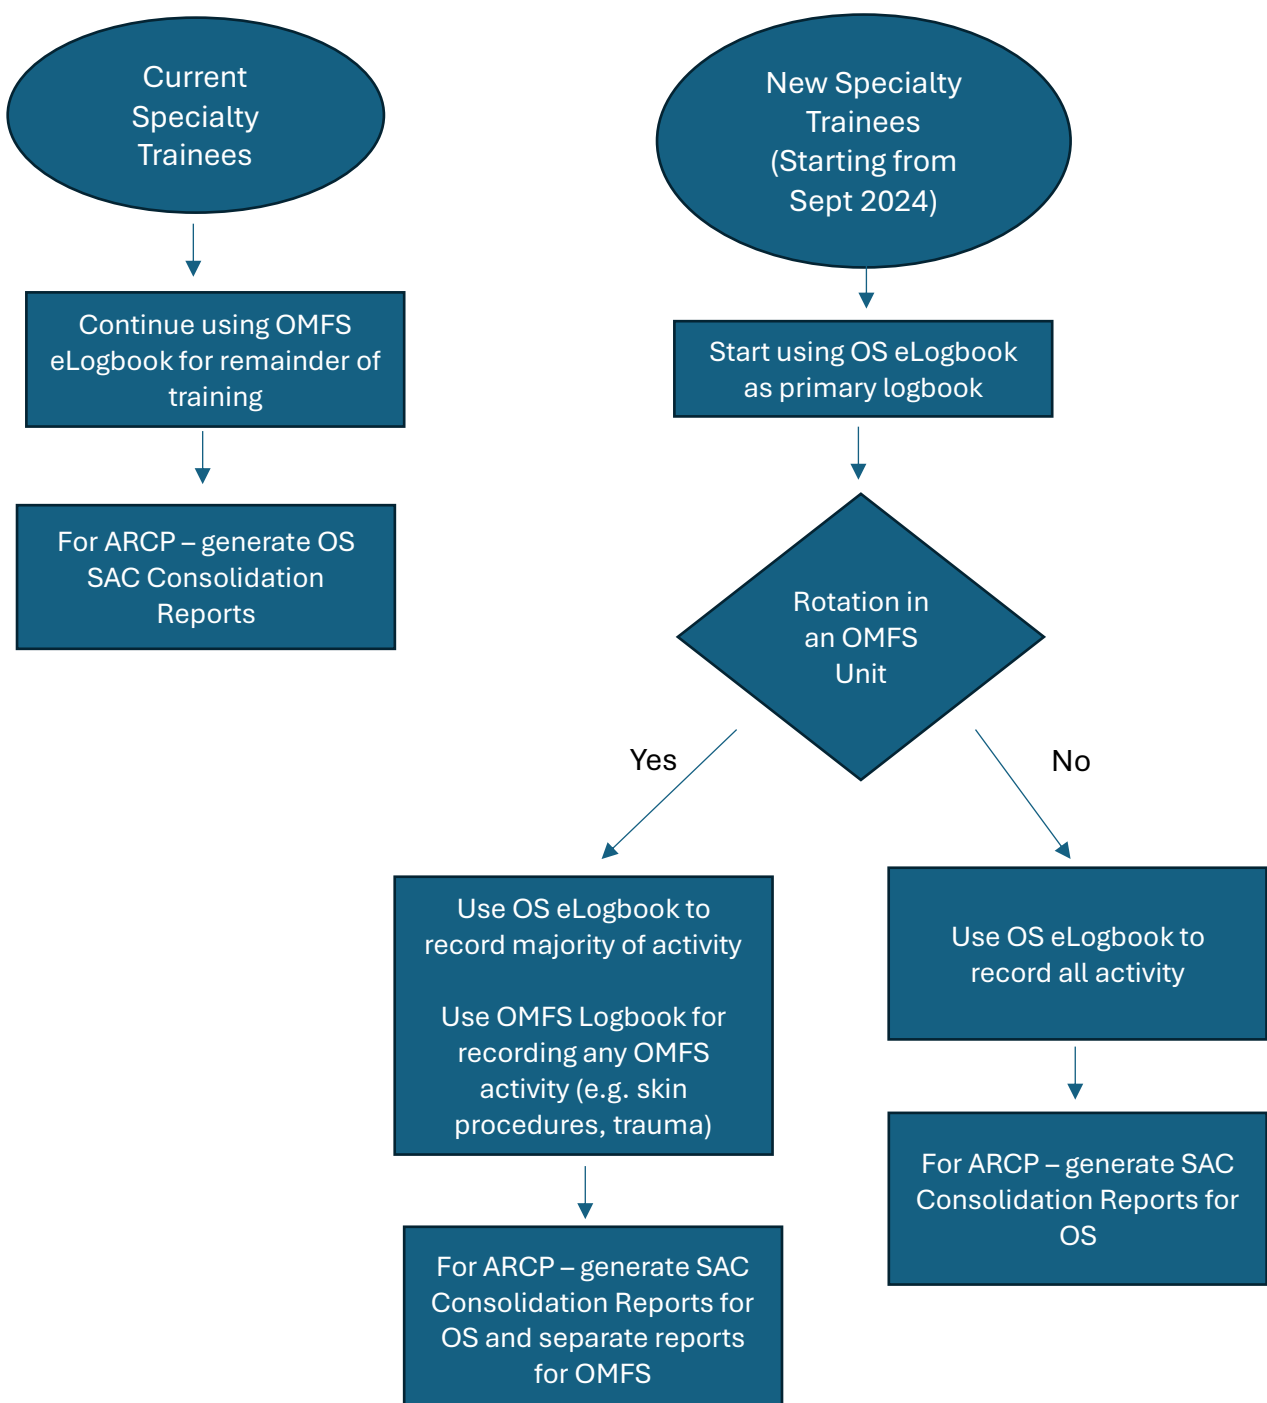 Current
Specialty
Trainees
Continue using OMFS
eLogbook for remainder of
training
For ARCP – generate OS
SAC Consolidation
Reports
New Specialty
Trainees
(Starting from
Sept 2024)
Start using OS eLogbook
as primary logbook
Rotation in
an OMFS
Unit
Yes
No
Use OS eLogbook to
record majority of activity
Use OMFS Logbook for
recording any OMFS
activity (e.g. skin
procedures, trauma)
For ARCP – generate SAC
Consolidation Reports for
OS and separate reports
for OMFS
Use OS eLogbook to
record all activity
For ARCP – generate SAC
Consolidation Reports for
OS